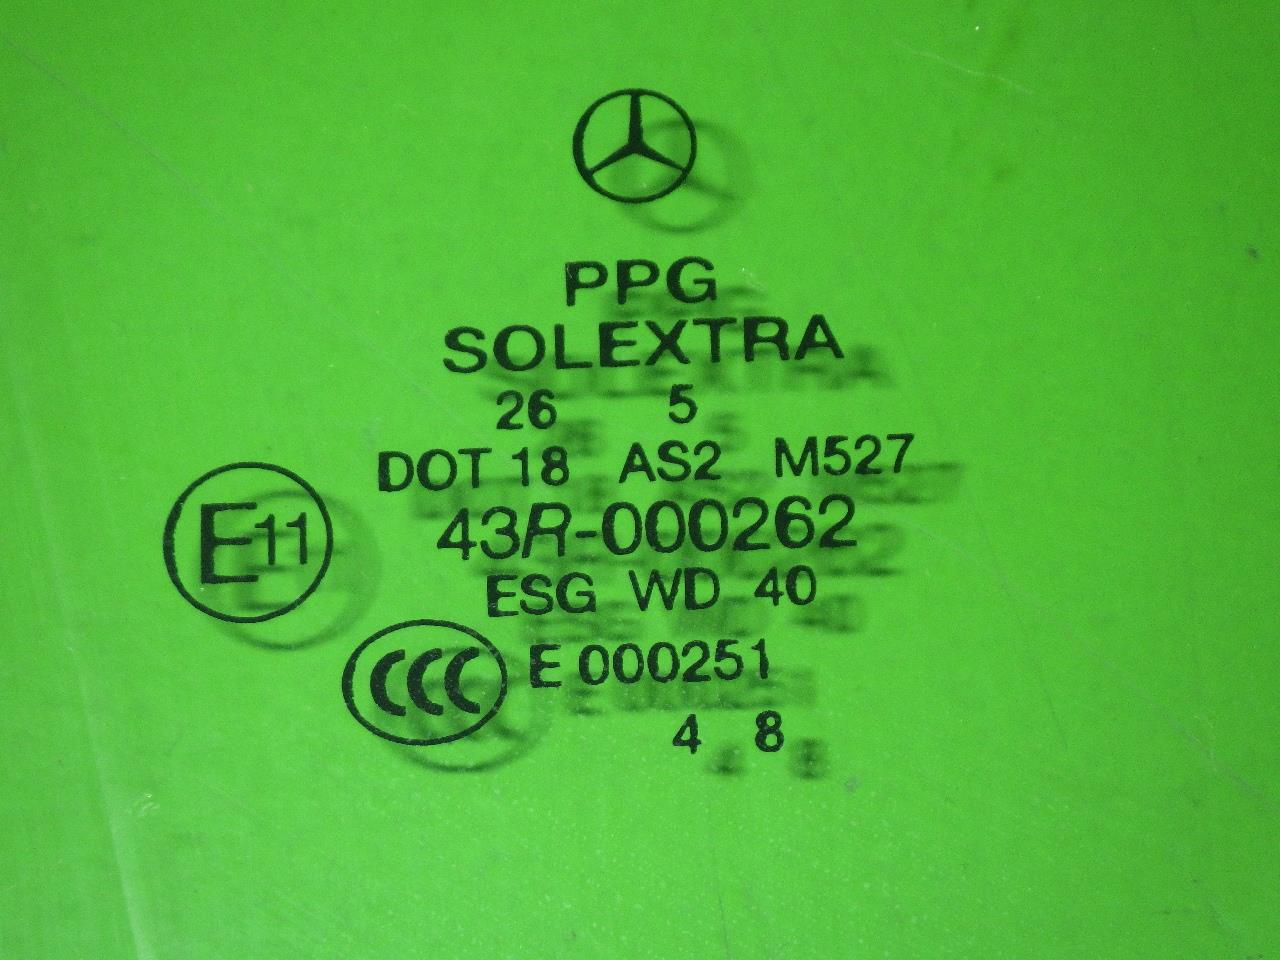 PPG
SOLEXTRA
26 5
DOT 18 AS2 M527
E11
43R-000262
ESG WD 40
CCC
E 000251
4 8